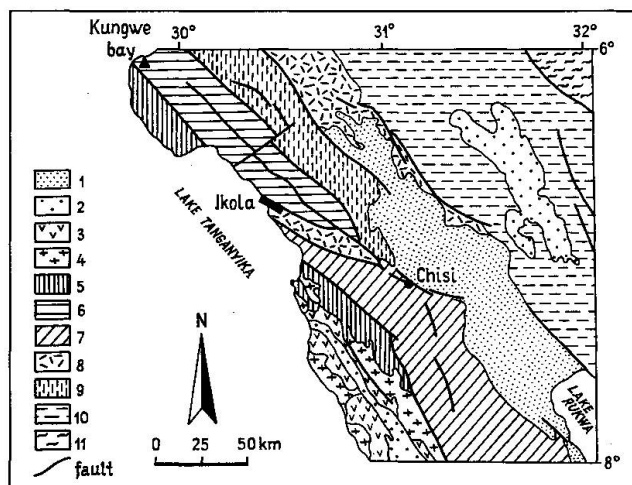 Kungwe
bay
30°
31°
32°
6°
Ikola
LAKE TANGANYIKA
Chisi
N
LAKE
RUKWA
8°
1
2
3
4
5
6
7
8
9
10
11
fault
0 25 50 km